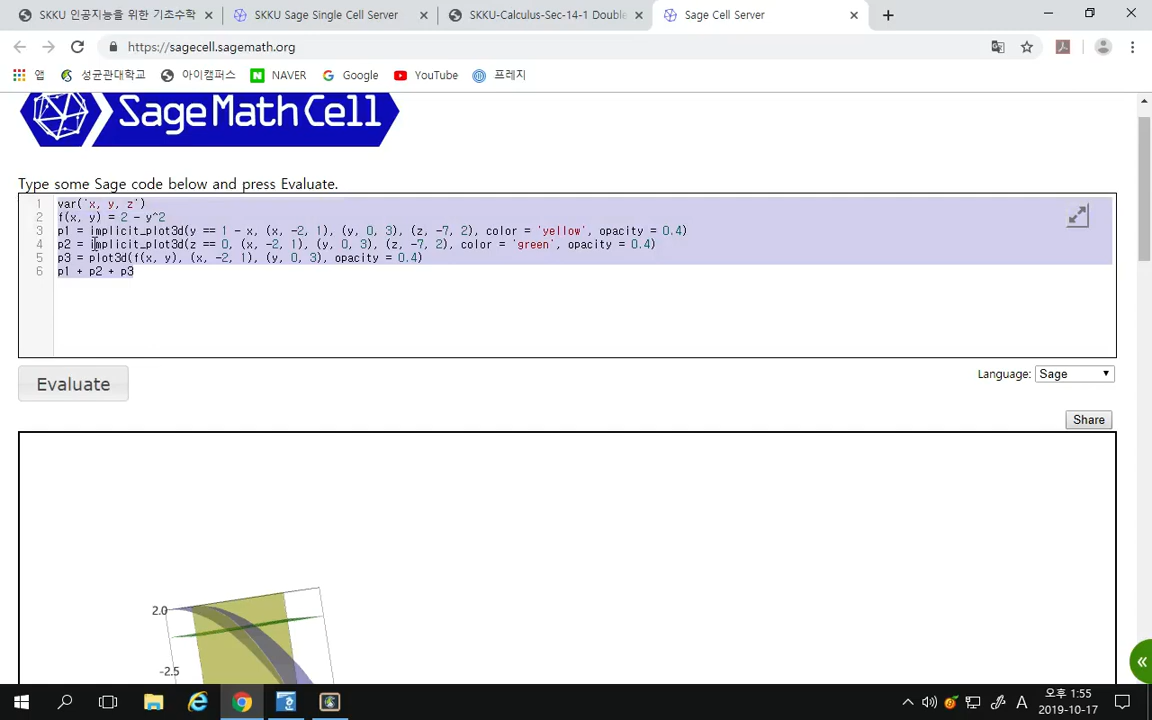 SKKU 인공지능을 위한 기초수학
SKKU Sage Single Cell Server
SKKU-Calculus-Sec-14-1 Double
Sage Cell Server
https://sagecell.sagemath.org
앱
성균관대학교
아이캠퍼스
NAVER
Google
YouTube
프레지
SageMathCell
Type some Sage code below and press Evaluate.
1 var('x, y, z')
2 f(x, y) = 2 - y^2
3 p1 = implicit_plot3d(y == 1 - x, (x, -2, 1), (y, 0, 3), (z, -7, 2), color = 'yellow', opacity = 0.4)
4 p2 = implicit_plot3d(z == 0, (x, -2, 1), (y, 0, 3), (z, -7, 2), color = 'green', opacity = 0.4)
5 p3 = plot3d(f(x, y), (x, -2, 1), (y, 0, 3), opacity = 0.4)
6 p1 + p2 + p3
Evaluate
Language: Sage
Share
2.0
-2.5
A
오후 1:55
2019-10-17